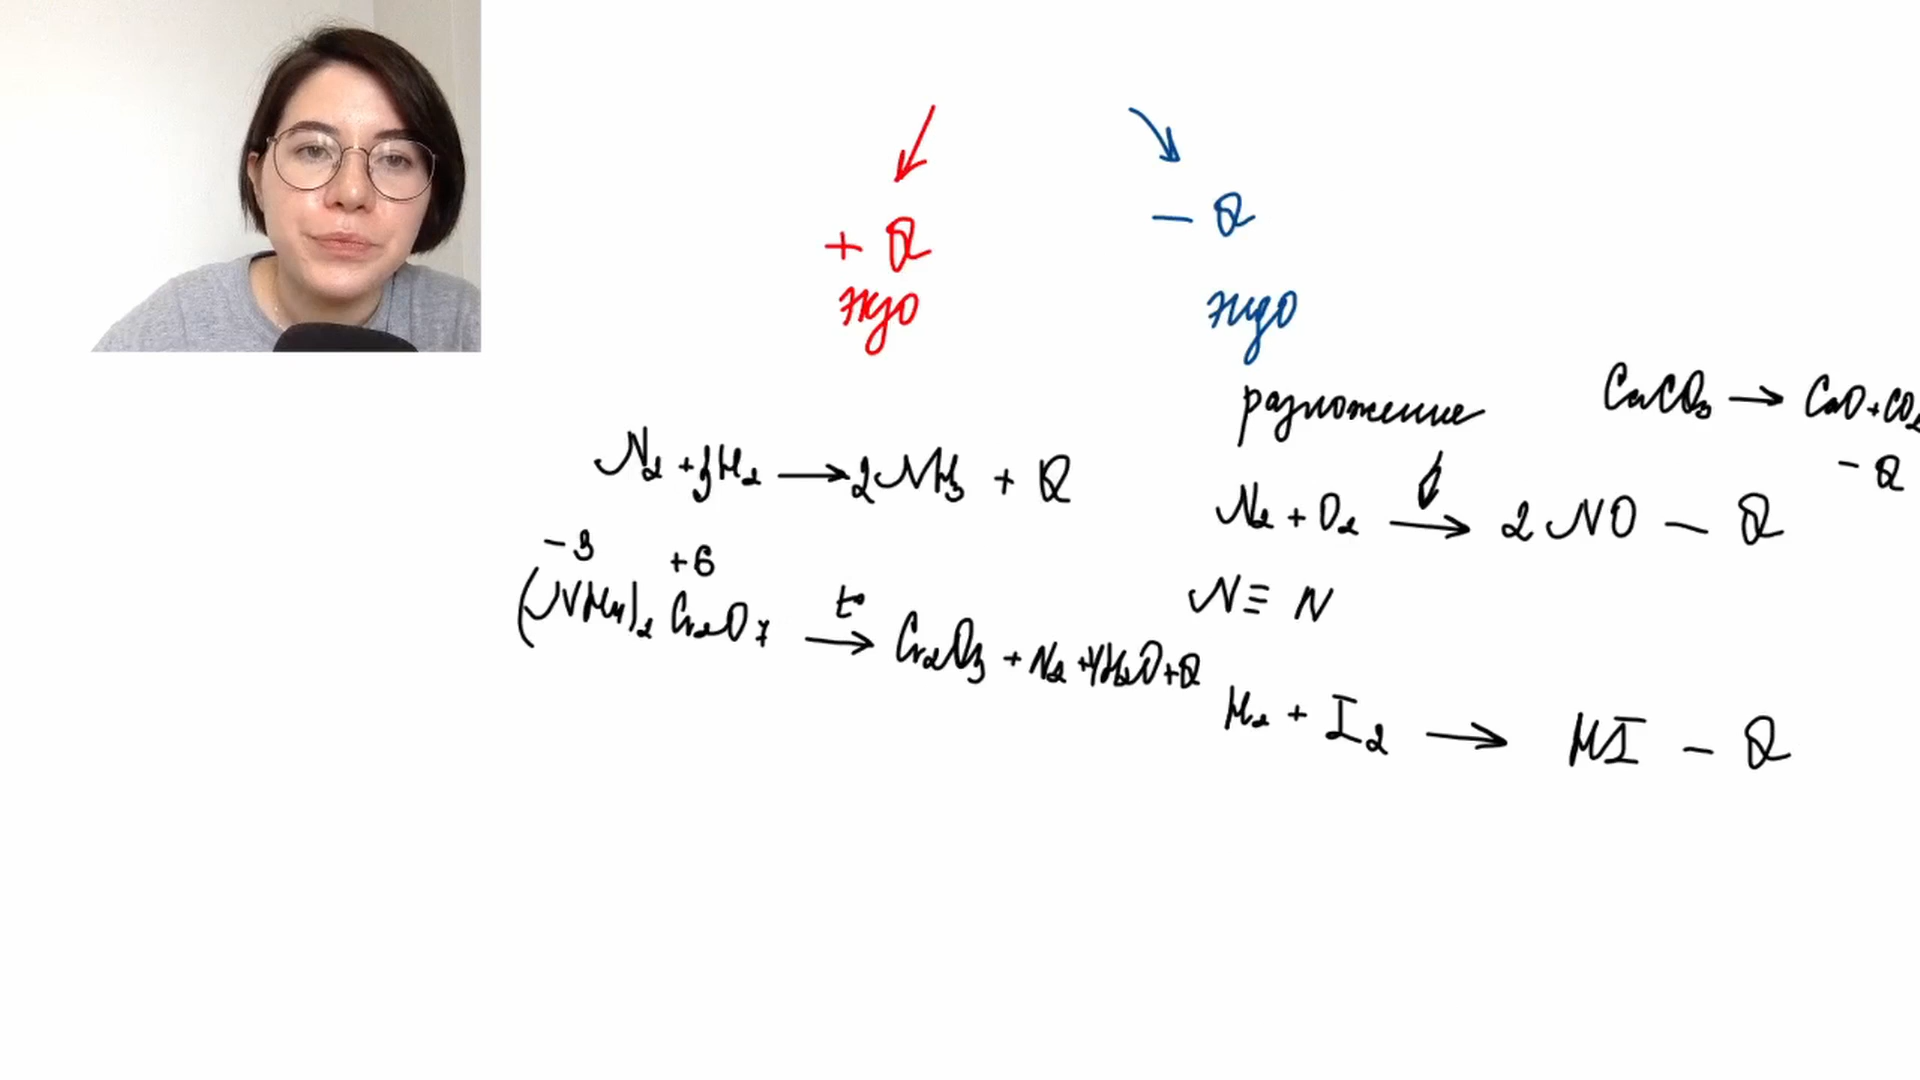 + Q
экзо
- Q
эндо
разложение
CaCO₃ → CaO + CO₂
- Q
N₂ + 3H₂ → 2NH₃ + Q
N₂ + O₂ → 2NO - Q
-3 +6
(NH₄)₂Cr₂O₇ t° → Cr₂O₃ + N₂ + 4H₂O + Q
N ≡ N
H₂ + I₂ → HI - Q